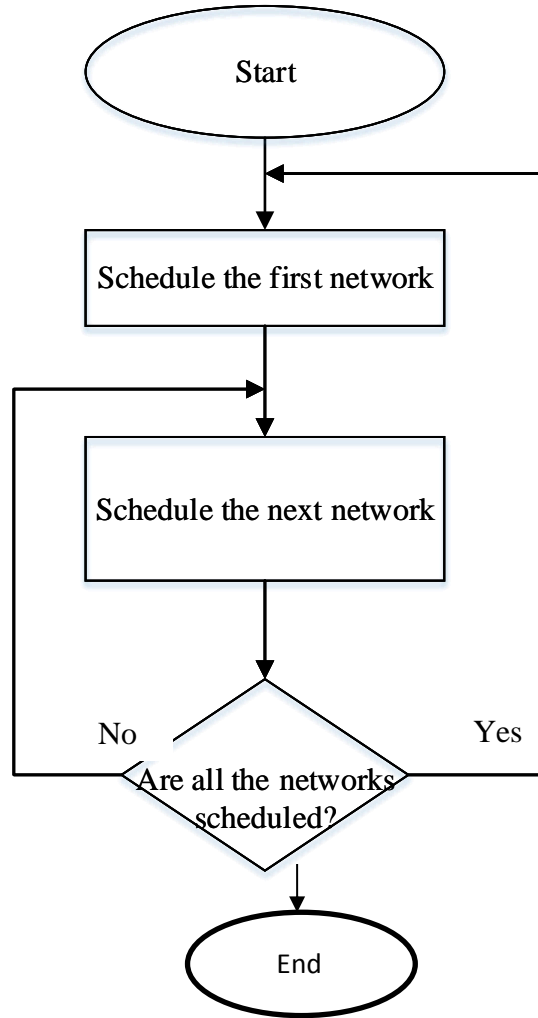 Start
Schedule the first network
Schedule the next network
No
Yes
Are all the networks
scheduled?
End